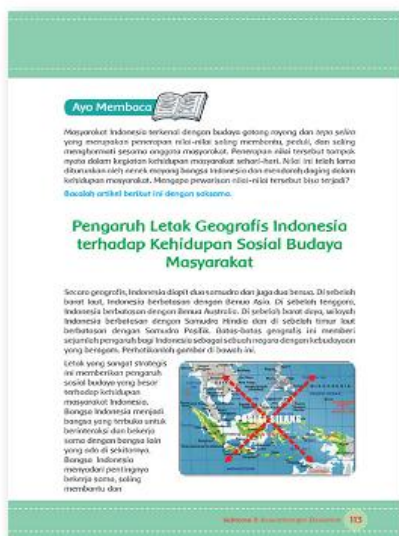 Ayo Membaca
Masyarakat Indonesia terkenal dengan budaya gotong royong dan tepa selira
yang merupakan penerapan nilai-nilai saling membantu, peduli, dan saling
menghormati sesama anggota masyarakat. Penerapan nilai tersebut tampak
nyata dalam kegiatan kehidupan masyarakat sehari-hari. Nilai ini telah lama
diturunkan oleh nenek moyang bangsa Indonesia dan mendarah daging dalam
kehidupan masyarakat. Mengapa pewarisan nilai-nilai tersebut bisa terjadi?
Bacalah artikel berikut ini dengan saksama.
Pengaruh Letak Geografis Indonesia
terhadap Kehidupan Sosial Budaya
Masyarakat
Secara geografis, Indonesia diapit dua samudra dan juga dua benua. Di sebelah
barat laut, Indonesia berbatasan dengan Benua Asia. Di sebelah tenggara,
Indonesia berbatasan dengan Benua Australia. Di sebelah barat daya, wilayah
Indonesia berbatasan dengan Samudra Hindia dan di sebelah timur laut
berbatasan dengan Samudra Pasifik. Batas-batas geografis ini memberi
sejumlah pengaruh bagi Indonesia sebagai sebuah negara dengan kebudayaan
yang beragam. Perhatikanlah gambar di bawah ini.
Letak yang sangat strategis
ini memberikan pengaruh
sosial budaya yang besar
terhadap kehidupan
masyarakat Indonesia.
Bangsa Indonesia menjadi
bangsa yang terbuka untuk
berinteraksi dan bekerja
sama dengan bangsa lain
yang ada di sekitarnya.
Bangsa Indonesia
menyadari pentingnya
bekerja sama, saling
membantu dan
POSISI SILANG
113